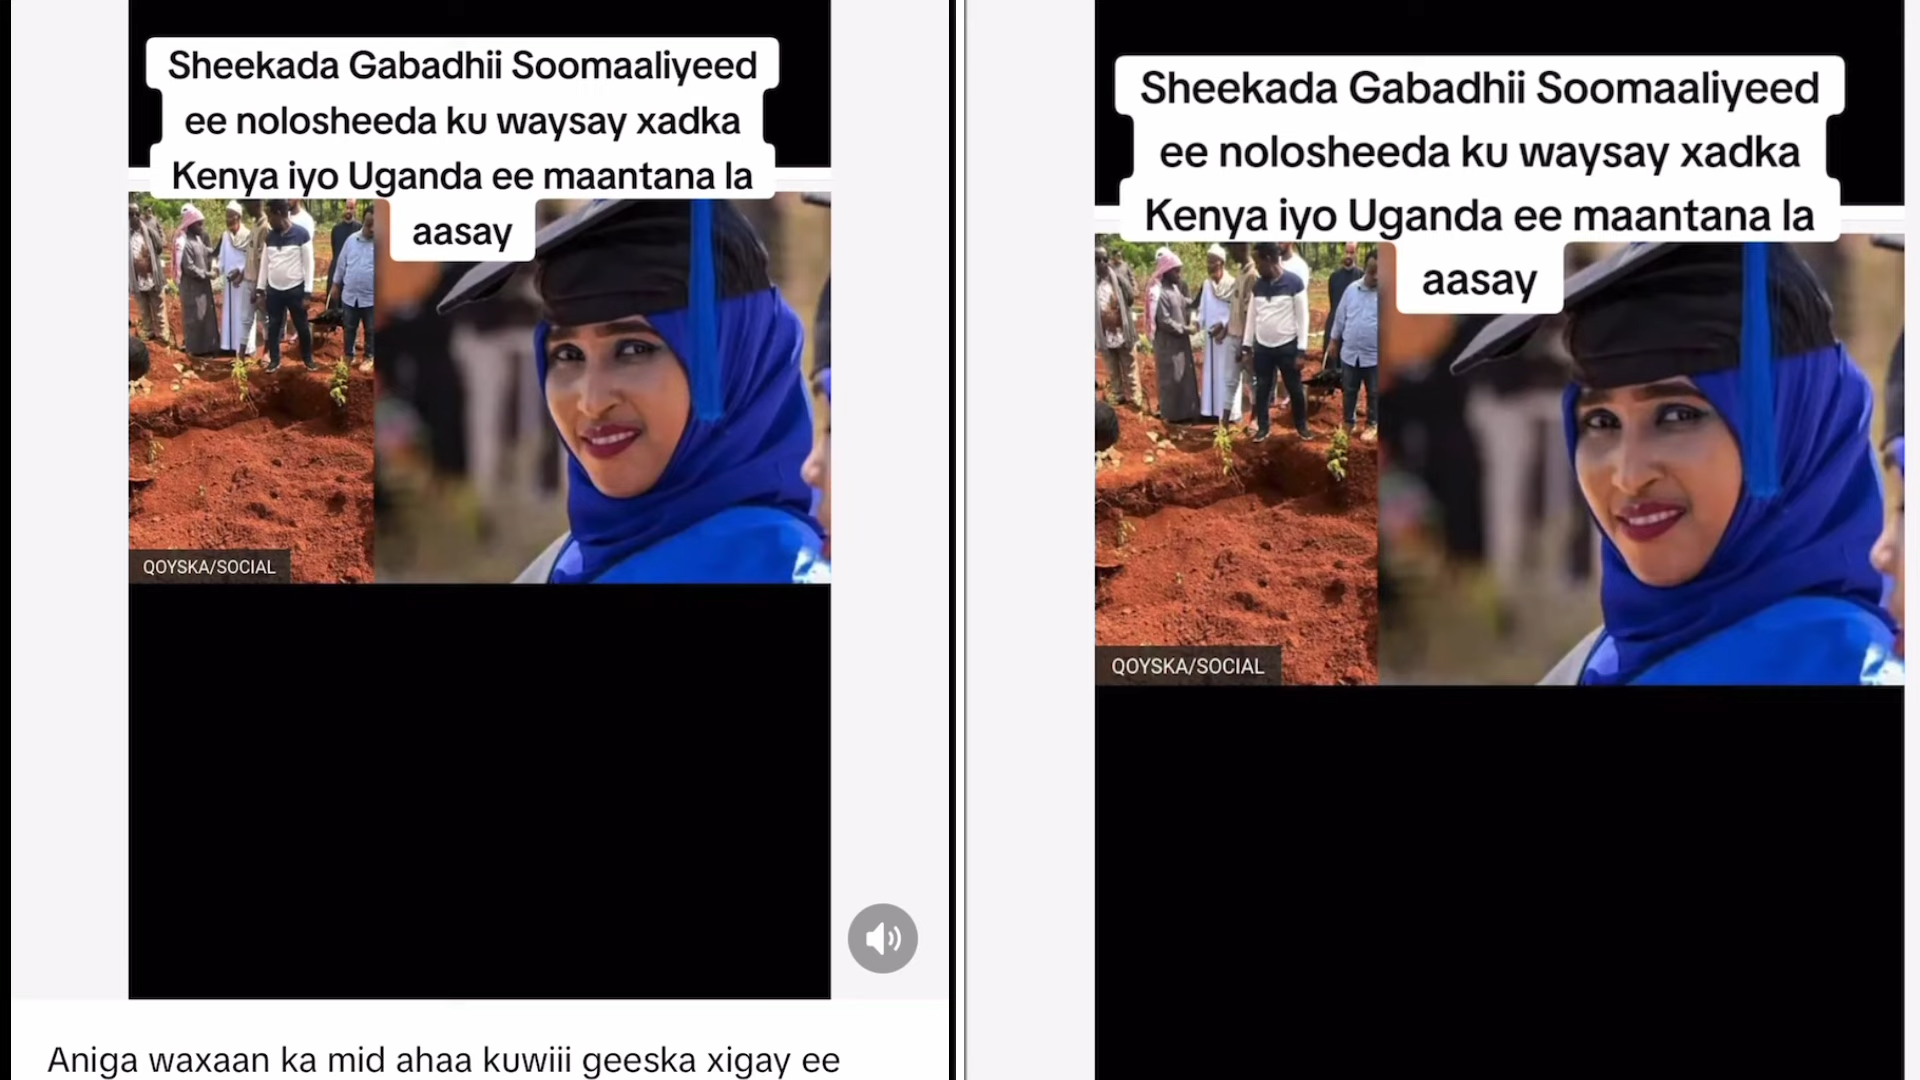 Sheekada Gabadhii Soomaaliyeed
ee nolosheeda ku waysay xadka
Kenya iyo Uganda ee maantana la
aasay
QOYSKA/SOCIAL
Aniga waxaan ka mid ahaa kuwiii geeska xigay ee
Sheekada Gabadhii Soomaaliyeed
ee nolosheeda ku waysay xadka
Kenya iyo Uganda ee maantana la
aasay
QOYSKA/SOCIAL